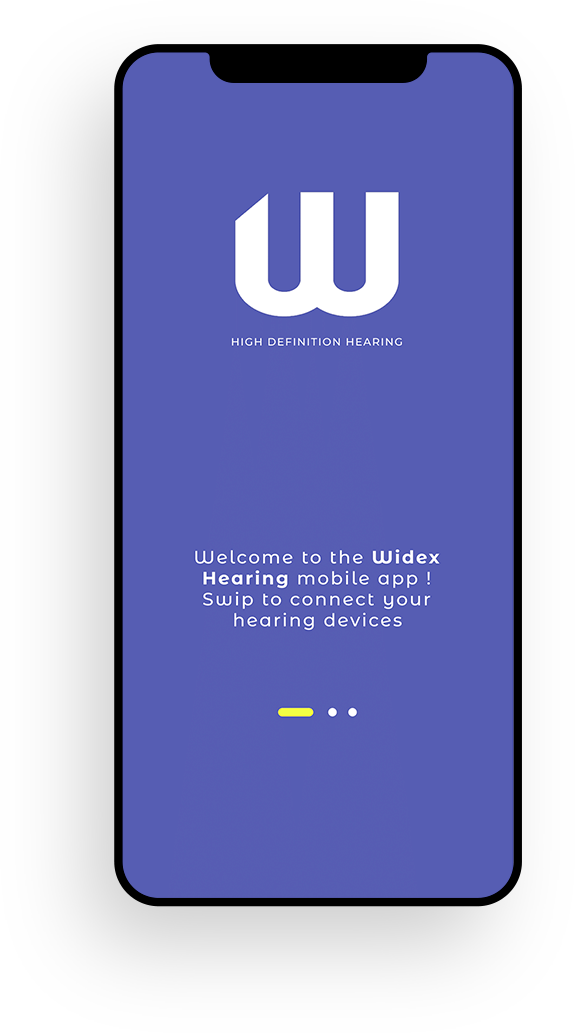 W
HIGH DEFINITION HEARING
Welcome to the Widex
Hearing mobile app !
Swip to connect your
hearing devices